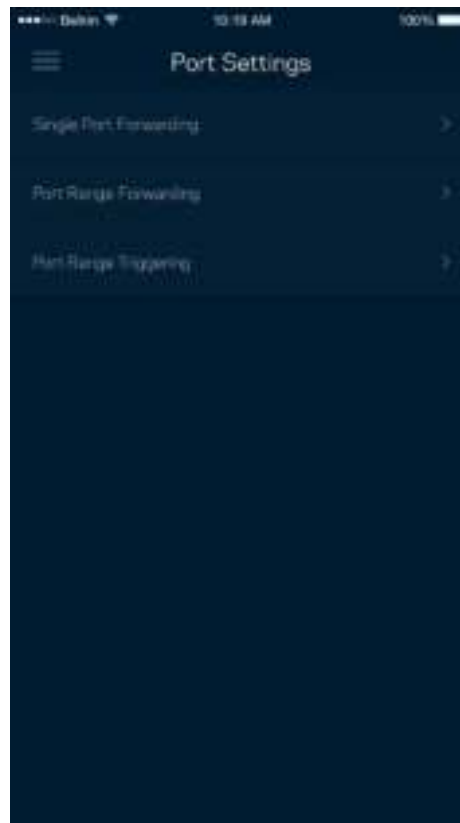 Belkin 10:19 AM 100%
Port Settings
Single Port Forwarding
Port Range Forwarding
Port Range Triggering